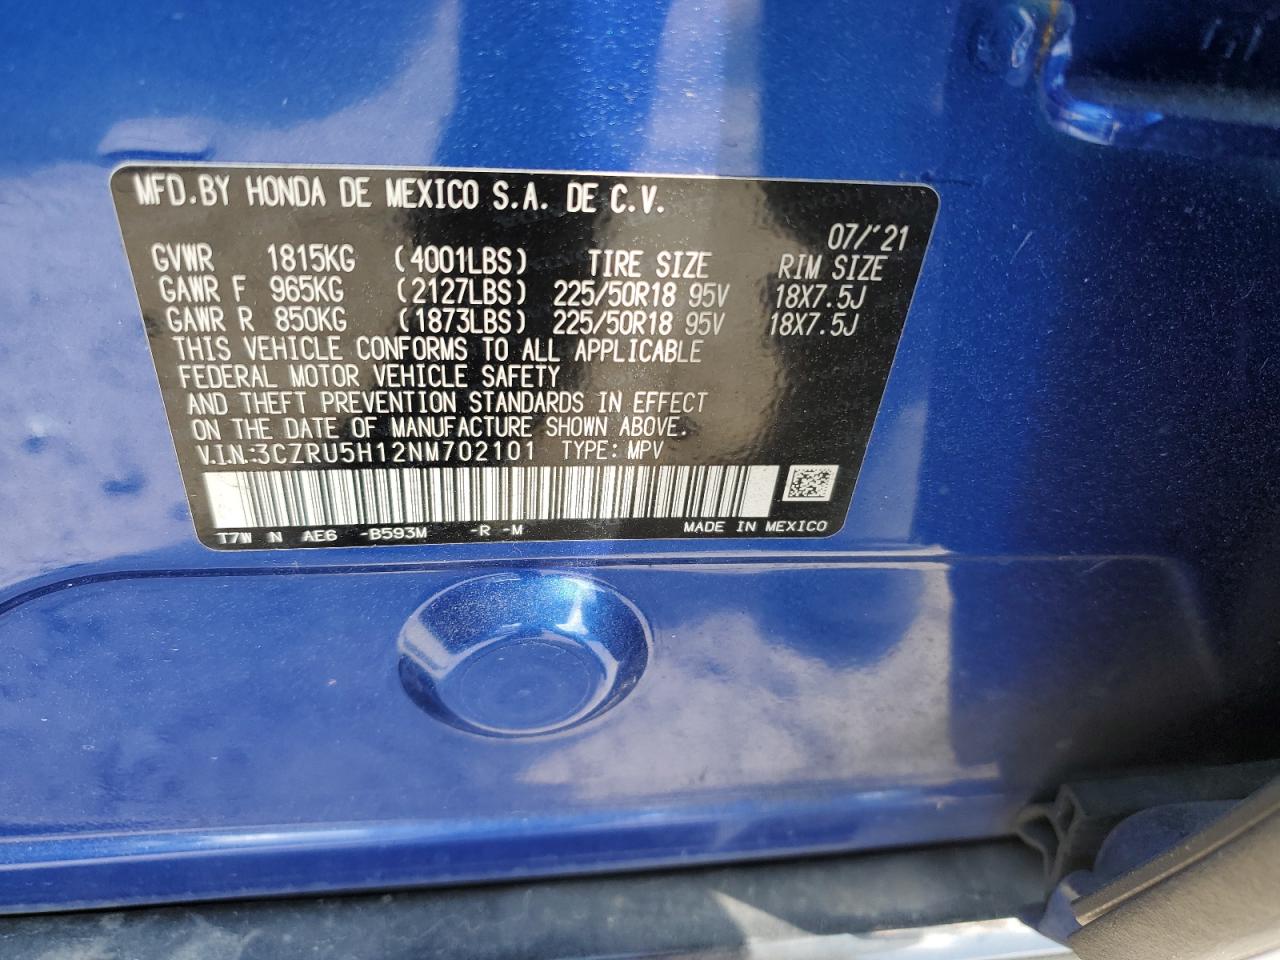 MFD.BY HONDA DE MEXICO S.A. DE C.V.
07/'21
GVWR 1815KG (4001LBS) TIRE SIZE RIM SIZE
GAWR F 965KG (2127LBS) 225/50R18 95V 18X7.5J
GAWR R 850KG (1873LBS) 225/50R18 95V 18X7.5J
THIS VEHICLE CONFORMS TO ALL APPLICABLE
FEDERAL MOTOR VEHICLE SAFETY
AND THEFT PREVENTION STANDARDS IN EFFECT
ON THE DATE OF MANUFACTURE SHOWN ABOVE.
V.I.N.:3CZRU5H12NM702101 TYPE: MPV
T7W N AE6 -B593M -R -M MADE IN MEXICO